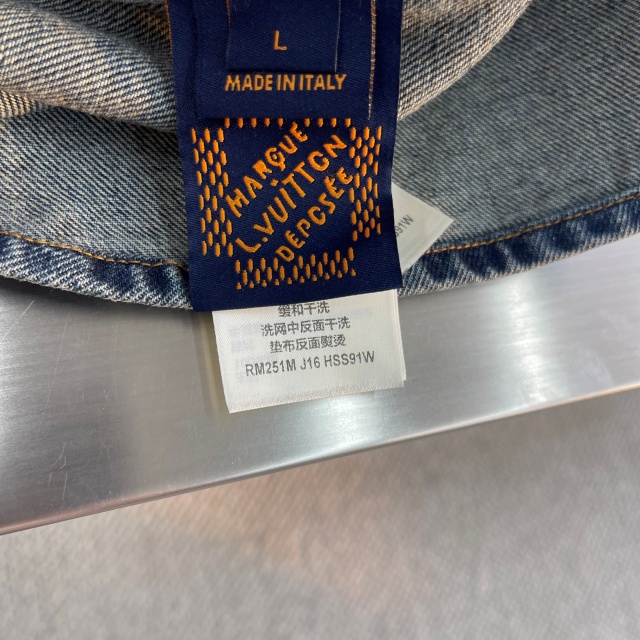 L
MADE IN ITALY
MARQUE
L.VUITTON
DÉPOSÉE
缓和干洗
洗网中反面干洗
垫布反面熨烫
RM251M J16 HSS91W
91W